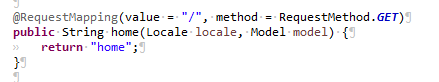 @RequestMapping(value = "/", method = RequestMethod.GET)
public String home(Locale locale, Model model) {
return "home";
}